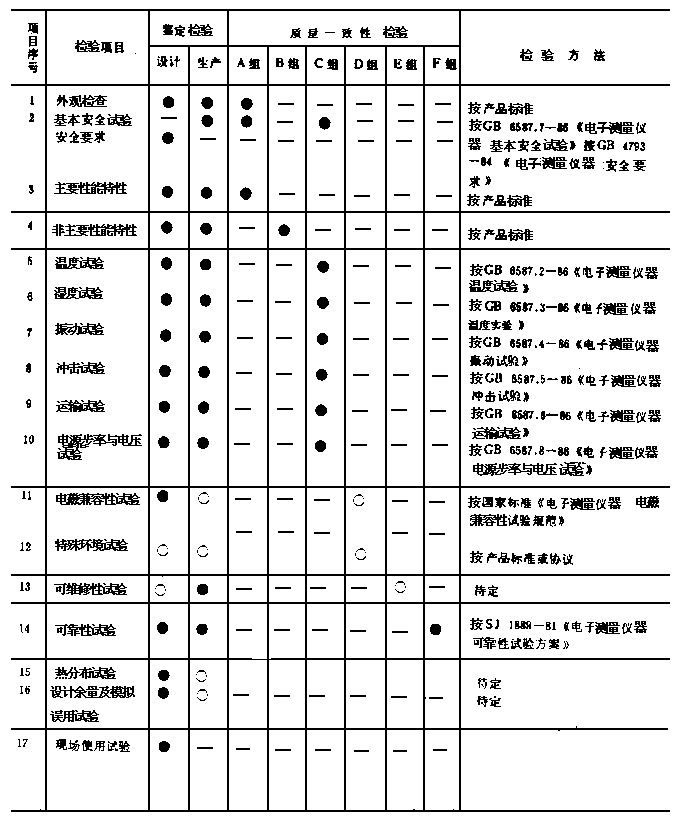 项目序号 检验项目 鉴定检验 质量一致性 检验 检验方法
设计 生产 A组 B组 C组 D组 E组 F组
1 外观检查 ● ● ● — — — — — 按产品标准
2 基本安全试验 — ● ● — ● — — — 按GB 6587.7—86《电子测量仪
安全要求 ● — — — — — — — 器 基本安全试验》按GB 4793
—84《电子测量仪器 安全要
求》
3 主要性能特性 ● ● ● — — — — — 按产品标准
4 非主要性能特性 ● ● — ● — — — — 按产品标准
5 温度试验 ● ● — — ● — — — 按GB 6587.2—86《电子测量仪器
温度试验》
6 湿度试验 ● ● — — ● — — — 按GB 6587.3—86《电子测量仪器
湿度实验》
7 振动试验 ● ● — — ● — — — 按GB 6587.4—86《电子测量仪器
振动试验》
8 冲击试验 ● ● — — ● — — — 按GB 6587.5—86《电子测量仪器
冲击试验》
9 运输试验 ● ● — — ● — — — 按GB 6587.6—86《电子测量仪器
运输试验》
10 电源步率与电压 ● ● — — ● — — — 按GB 6587.8—86《电子测量仪器
试验 电源步率与电压试验》
11 电磁兼容性试验 ● ○ — — — ○ — — 按国家标准《电子测量仪器 电磁
兼容性试验规范》
— — — — —
12 特殊环境试验 ○ ○ ○ 按产品标准或协议
13 可维修性试验 ○ ● — — — — ○ — 待定
14 可靠性试验 ● ● — — — — — ● 按SJ 1889—81《电子测量仪器
可靠性试验方案》
15 热分布试验 ● ○ 待定
16 设计余量及模拟 ● ○ — — — — — — 待定
误用试验
17 现场使用试验 ● — — — — — — —